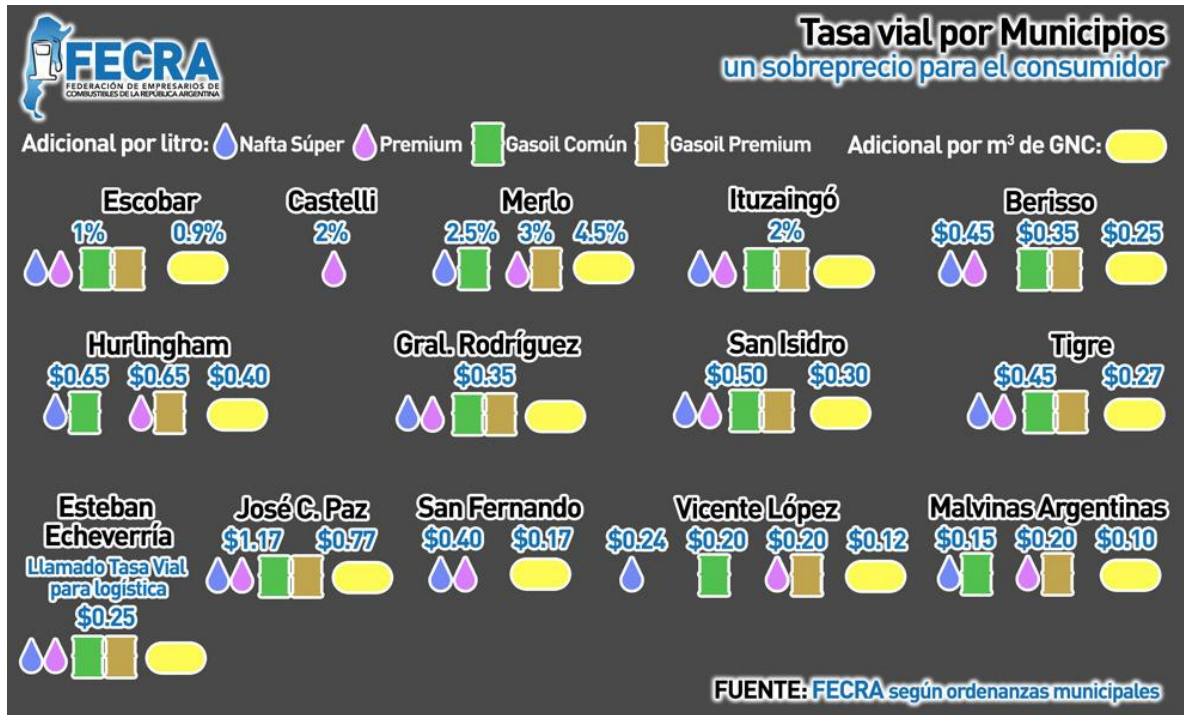 FECRA
FEDERACIÓN DE EMPRESARIOS DE
COMBUSTIBLES DE LA REPÚBLICA ARGENTINA
Tasa vial por Municipios
un sobreprecio para el consumidor
Adicional por litro: Nafta Súper Premium Gasoil Común Gasoil Premium Adicional por m³ de GNC:
Escobar
1% 0.9%
Castelli
2%
Merlo
2.5% 3% 4.5%
Ituzaingó
2%
Berisso
$0.45 $0.35 $0.25
Hurlingham
$0.65 $0.65 $0.40
Gral. Rodríguez
$0.35
San Isidro
$0.50 $0.30
Tigre
$0.45 $0.27
Esteban
Echeverría
Llamado Tasa Vial
para logística
$0.25
José C. Paz
$1.17 $0.77
San Fernando
$0.40 $0.17
Vicente López
$0.24 $0.20 $0.20 $0.12
Malvinas Argentinas
$0.15 $0.20 $0.10
FUENTE: FECRA según ordenanzas municipales